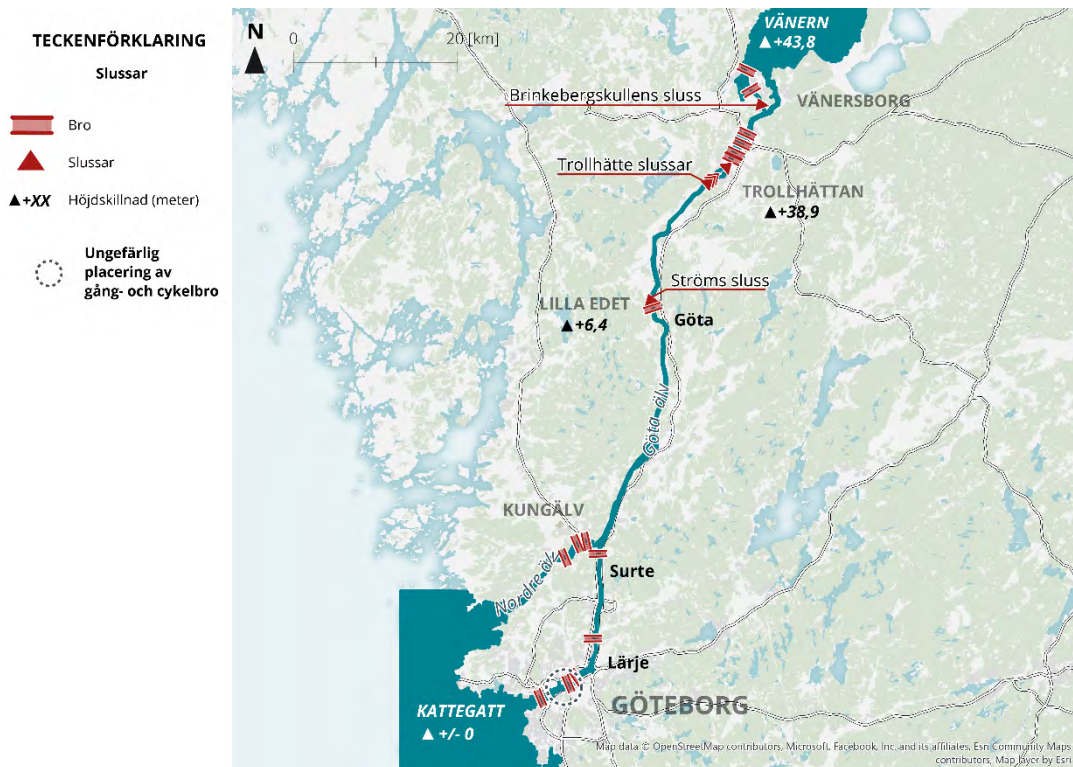 TECKENFÖRKLARING
Slussar
Bro
Slussar
▲+XX Höjdskillnad (meter)
Ungefärlig
placering av
gång- och cykelbro
N
0 20 [km]
VÄNERN
▲ +43,8
Brinkebergskullens sluss
VÄNERSBORG
Trollhätte slussar
TROLLHÄTTAN
▲+38,9
Ströms sluss
LILLA EDET
▲+6,4
Göta
Göta älv
KUNGÄLV
Surte
Nordre älv
Lärje
GÖTEBORG
KATTEGATT
▲ +/- 0
Map data © OpenStreetMap contributors, Microsoft, Facebook, Inc. and its affiliates, Esri Community Maps
contributors, Map layer by Esri